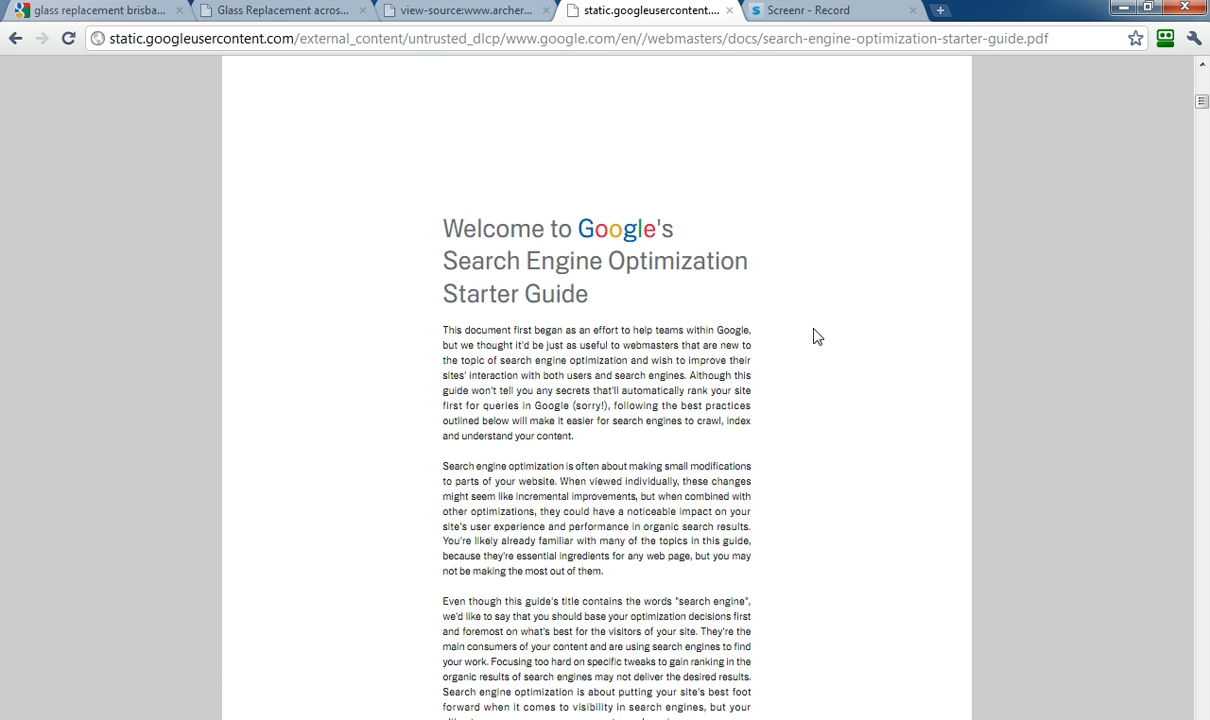 glass replacement brisba...
Glass Replacement acros...
view-source:www.archer...
static.googleusercontent....
Screenr - Record
static.googleusercontent.com/external_content/untrusted_dlcp/www.google.com/en//webmasters/docs/search-engine-optimization-starter-guide.pdf
Welcome to Google's
Search Engine Optimization
Starter Guide
This document first began as an effort to help teams within Google,
but we thought it'd be just as useful to webmasters that are new to
the topic of search engine optimization and wish to improve their
sites' interaction with both users and search engines. Although this
guide won't tell you any secrets that'll automatically rank your site
first for queries in Google (sorry!), following the best practices
outlined below will make it easier for search engines to crawl, index
and understand your content.
Search engine optimization is often about making small modifications
to parts of your website. When viewed individually, these changes
might seem like incremental improvements, but when combined with
other optimizations, they could have a noticeable impact on your
site's user experience and performance in organic search results.
You're likely already familiar with many of the topics in this guide,
because they're essential ingredients for any web page, but you may
not be making the most out of them.
Even though this guide's title contains the words "search engine",
we'd like to say that you should base your optimization decisions first
and foremost on what's best for the visitors of your site. They're the
main consumers of your content and are using search engines to find
your work. Focusing too hard on specific tweaks to gain ranking in the
organic results of search engines may not deliver the desired results.
Search engine optimization is about putting your site's best foot
forward when it comes to visibility in search engines, but your